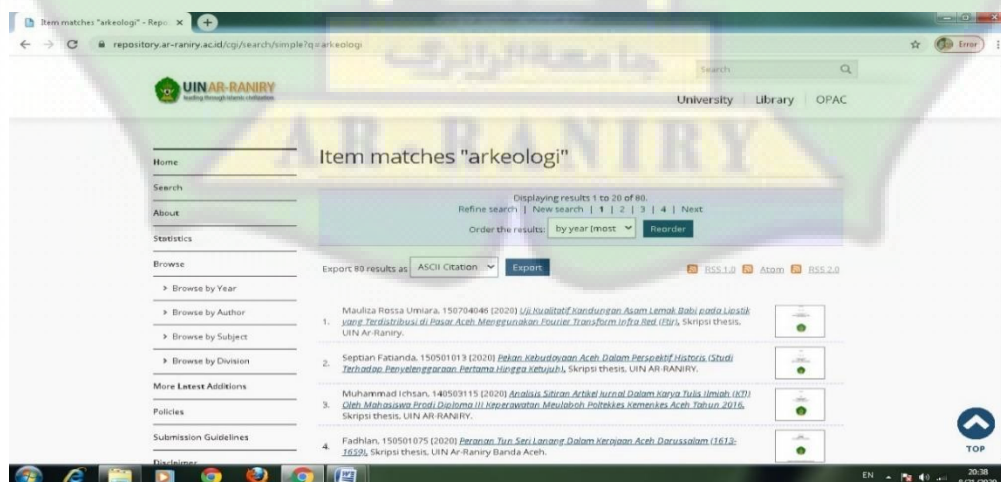 Item matches "arkeologi" - Repo
repository.ar-raniry.ac.id/cgi/search/simple?q=arkeologi
Error
جامعة الرانري
Search
UIN AR-RANIRY
University Library OPAC
AR-RANIRY
Item matches "arkeologi"
Home
Search
About
Statistics
Browse
Browse by Year
Browse by Author
Browse by Subject
Browse by Division
More Latest Additions
Policies
Submission Guidelines
Disclaimer
Displaying results 1 to 20 of 80.
Refine search | New search | 1 | 2 | 3 | 4 | Next
Order the results: by year (most Reorder
Export 80 results as ASCII Citation Export
RSS 1.0 Atom RSS 2.0
1. Mauliza Rossa Umiara, 150704046 (2020) Uji Kualitatif Kandungan Asam Lemak Babi pada Lipstik
yang Terdistribusi di Pasar Aceh Menggunakan Fourier Transform Infra Red (Ftir). Skripsi thesis,
UIN Ar-Raniry.
2. Septian Fatianda, 150501013 (2020) Pekan Kebudayaan Aceh Dalam Perspektif Historis (Studi
Terhadap Penyelenggaraan Pertama Hingga Ketujuh). Skripsi thesis, UIN AR-RANIRY.
3. Muhammad Ichsan, 140503115 (2020) Analisis Sitiran Artikel Jurnal Dalam Karya Tulis Ilmiah (KTI)
Oleh Mahasiswa Prodi Diploma III Keperawatan Meulaboh Poltekkes Kemenkes Aceh Tahun 2016.
Skripsi thesis, UIN AR-RANIRY.
4. Fadhlan, 150501075 (2020) Peranan Tun Seri Lanang Dalam Kerajaan Aceh Darussalam (1613-
1659). Skripsi thesis, UIN Ar-Raniry Banda Aceh.
TOP
EN
20:38